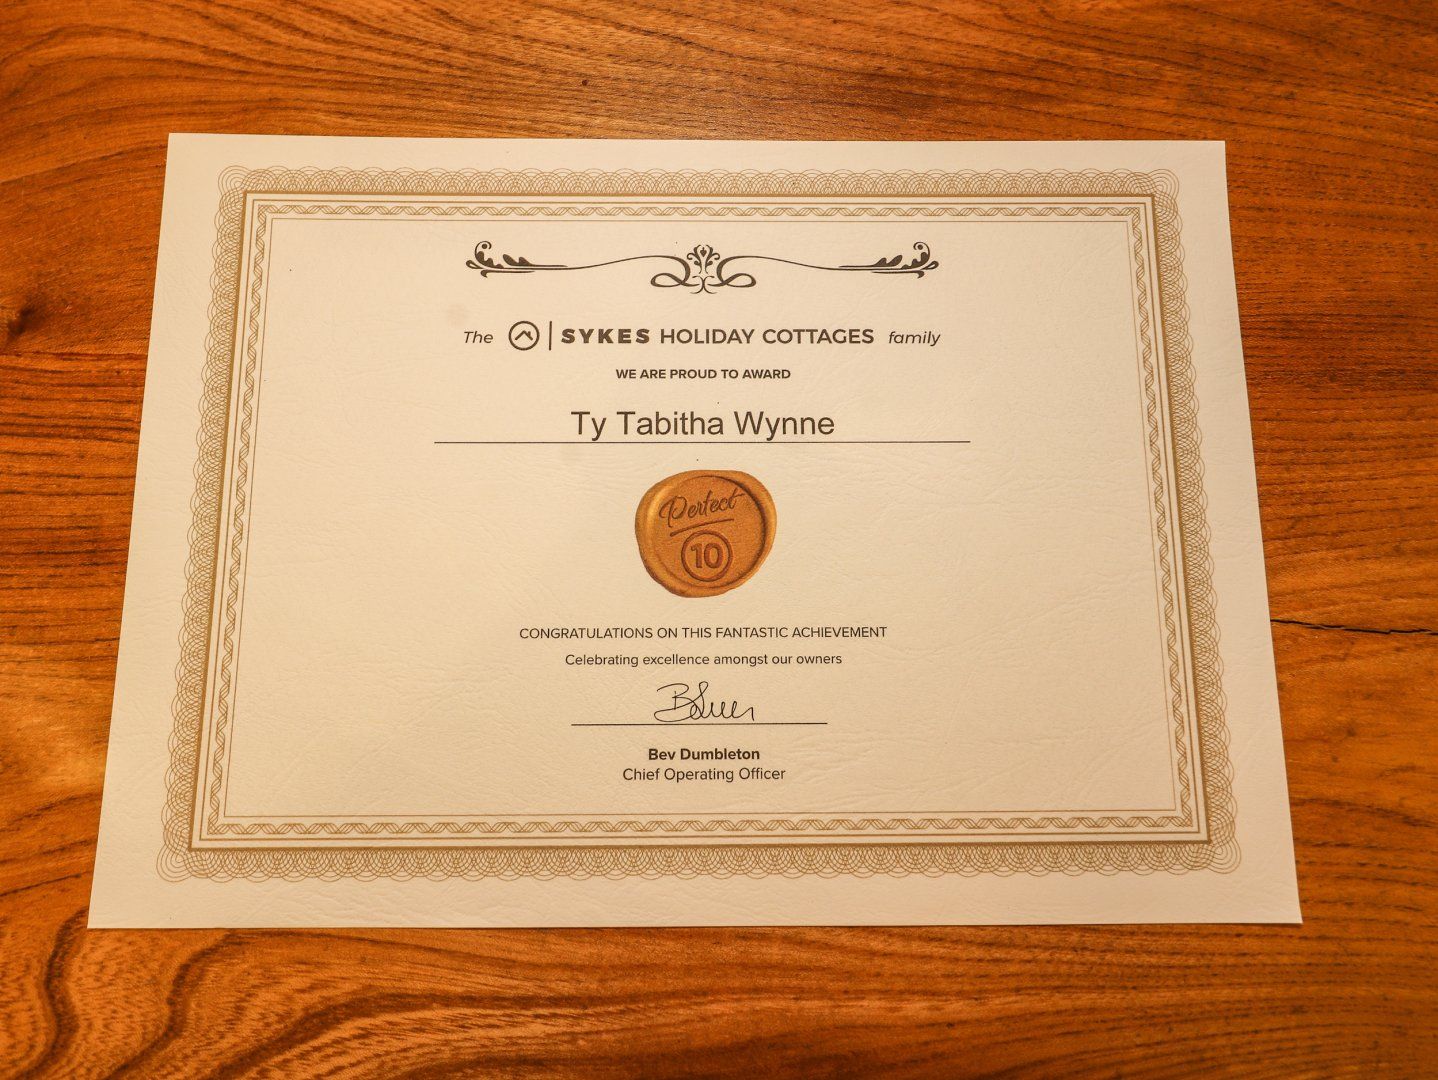 The SYKES HOLIDAY COTTAGES family
WE ARE PROUD TO AWARD
Ty Tabitha Wynne
Perfect
10
CONGRATULATIONS ON THIS FANTASTIC ACHIEVEMENT
Celebrating excellence amongst our owners
Bev Dumbleton
Chief Operating Officer